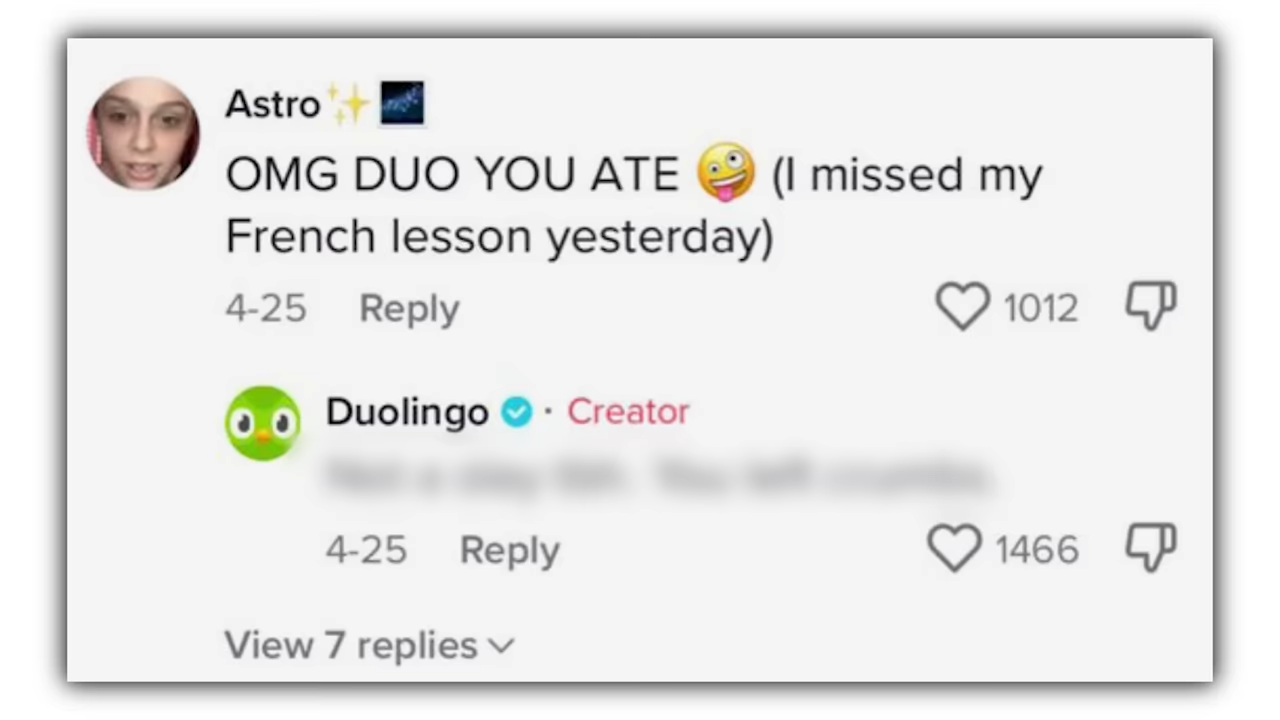 Astro✨🌌
OMG DUO YOU ATE 🤪 (I missed my
French lesson yesterday)
4-25 Reply 1012
Duolingo · Creator
4-25 Reply 1466
View 7 replies